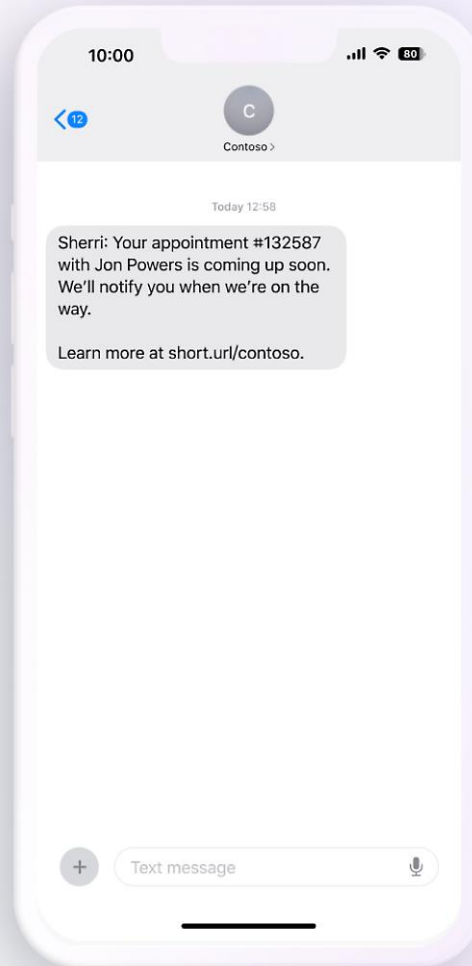 10:00
80
12
C
Contoso >
Today 12:58
Sherri: Your appointment #132587
with Jon Powers is coming up soon.
We'll notify you when we're on the
way.
Learn more at short.url/contoso.
Text message